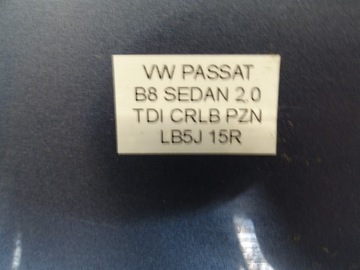 VW PASSAT
B8 SEDAN 2.0
TDI CRLB PZN
LB5J 15R